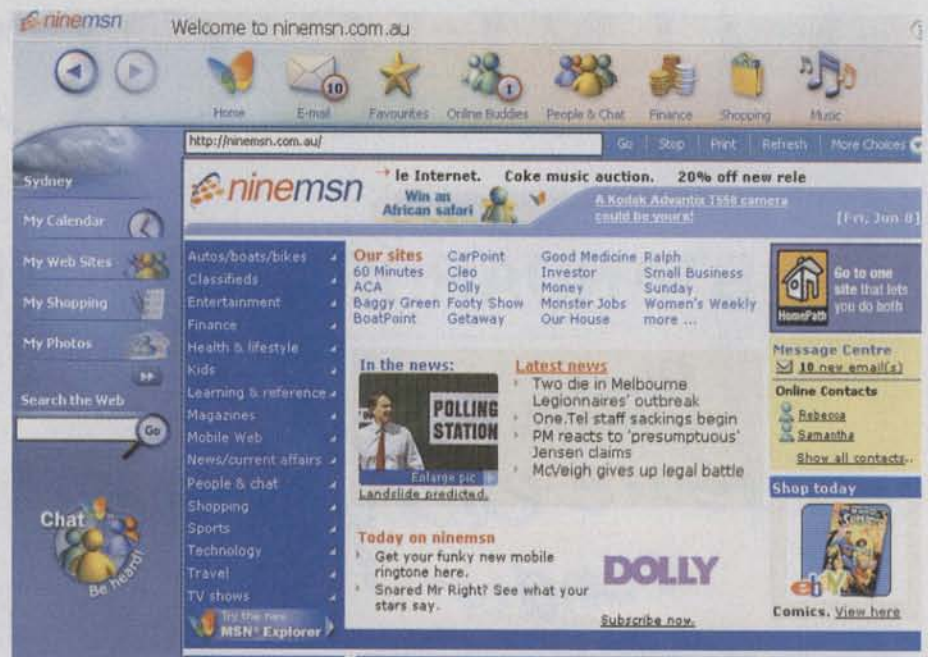 ninemsn
Welcome to ninemsn.com.au
10
1
Home
E-mail
Favourites
Online Buddies
People & Chat
Finance
Shopping
Music
http://ninemsn.com.au/
Go
Stop
Print
Refresh
More Choices
Sydney
My Calendar
My Web Sites
My Shopping
My Photos
Search the Web
Go
Chat
Be heard!
ninemsn
le Internet. Coke music auction. 20% off new rele
Win an
African safari
A Kodak Advantix T550 camera
could be yours!
[Fri, Jun 8]
Autos/boats/bikes
Classifieds
Entertainment
Finance
Health & lifestyle
Kids
Learning & reference
Magazines
Mobile Web
News/current affairs
People & chat
Shopping
Sports
Technology
Travel
TV shows
Try the new
MSN® Explorer
Our sites
60 Minutes
ACA
Baggy Green
BoatPoint
CarPoint
Cleo
Dolly
Footy Show
Getaway
Good Medicine
Investor
Money
Monster Jobs
Our House
Ralph
Small Business
Sunday
Women's Weekly
more ...
In the news:
POLLING
STATION
Enlarge pic
Landslide predicted.
Latest news
Two die in Melbourne
Legionnaires' outbreak
One.Tel staff sackings begin
PM reacts to 'presumptuous'
Jensen claims
McVeigh gives up legal battle
Today on ninemsn
Get your funky new mobile
ringtone here.
Snared Mr Right? See what your
stars say.
DOLLY
Subscribe now.
HomePath
Go to one
site that lets
you do both
Message Centre
10 new email(s)
Online Contacts
Rebecca
Samantha
Show all contacts..
Shop today
ebY
Comics. View here